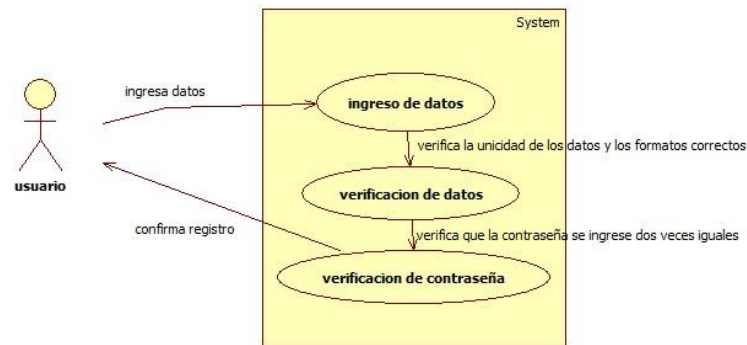 System
ingresa datos
ingreso de datos
verifica la unicidad de los datos y los formatos correctos
usuario
verificacion de datos
confirma registro
verifica que la contraseña se ingrese dos veces iguales
verificacion de contraseña